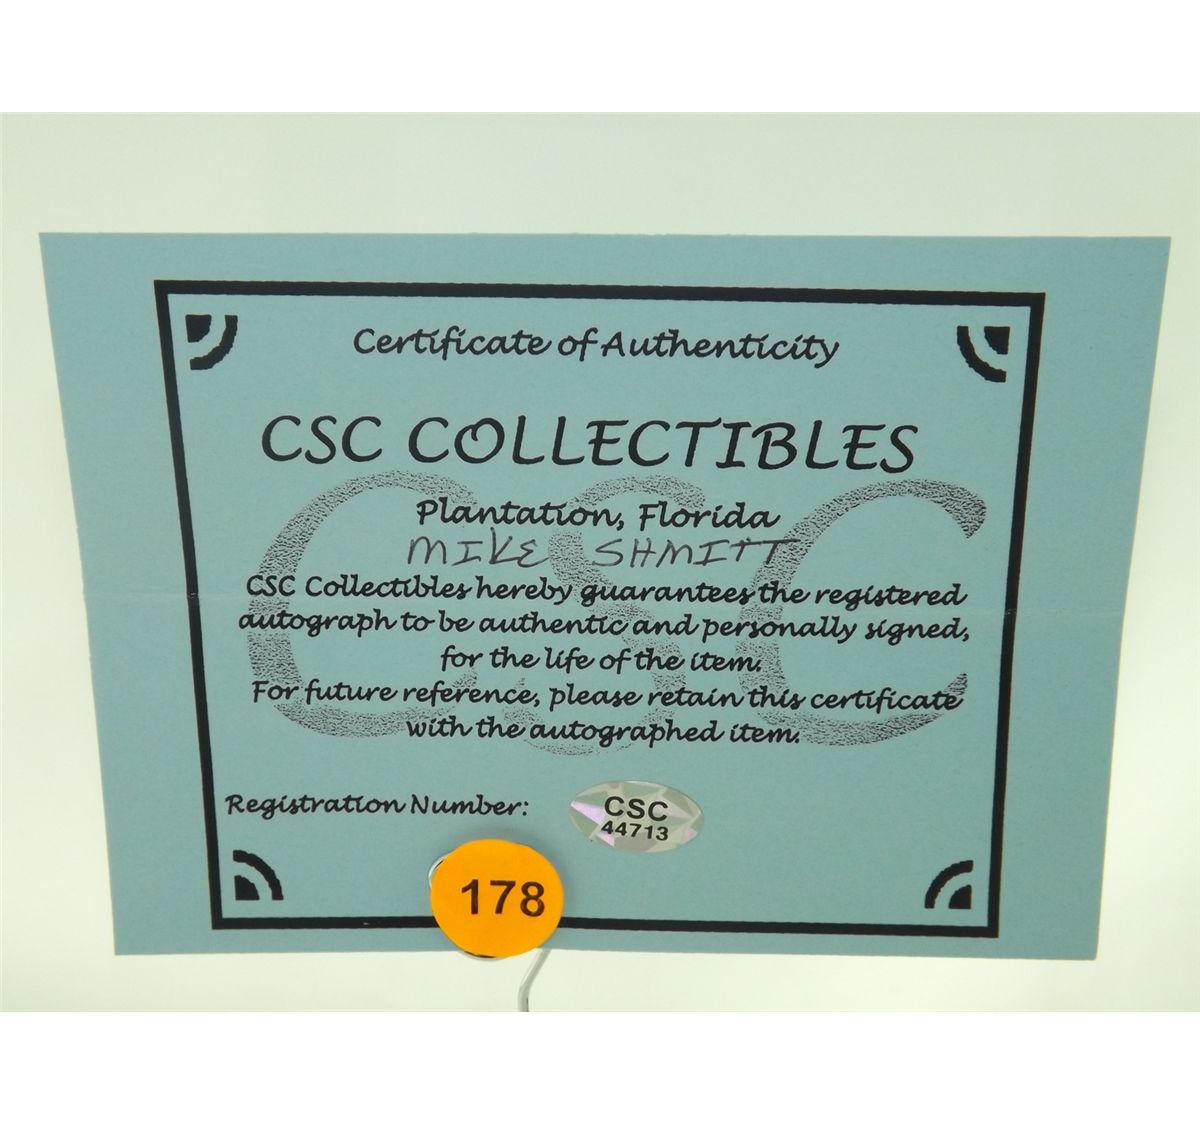 Certificate of Authenticity
CSC COLLECTIBLES
Plantation, Florida
MIKE SHMITT
CSC Collectibles hereby guarantees the registered
autograph to be authentic and personally signed,
for the life of the item.
For future reference, please retain this certificate
with the autographed item.
CSC
Registration Number:
CSC
44713
178